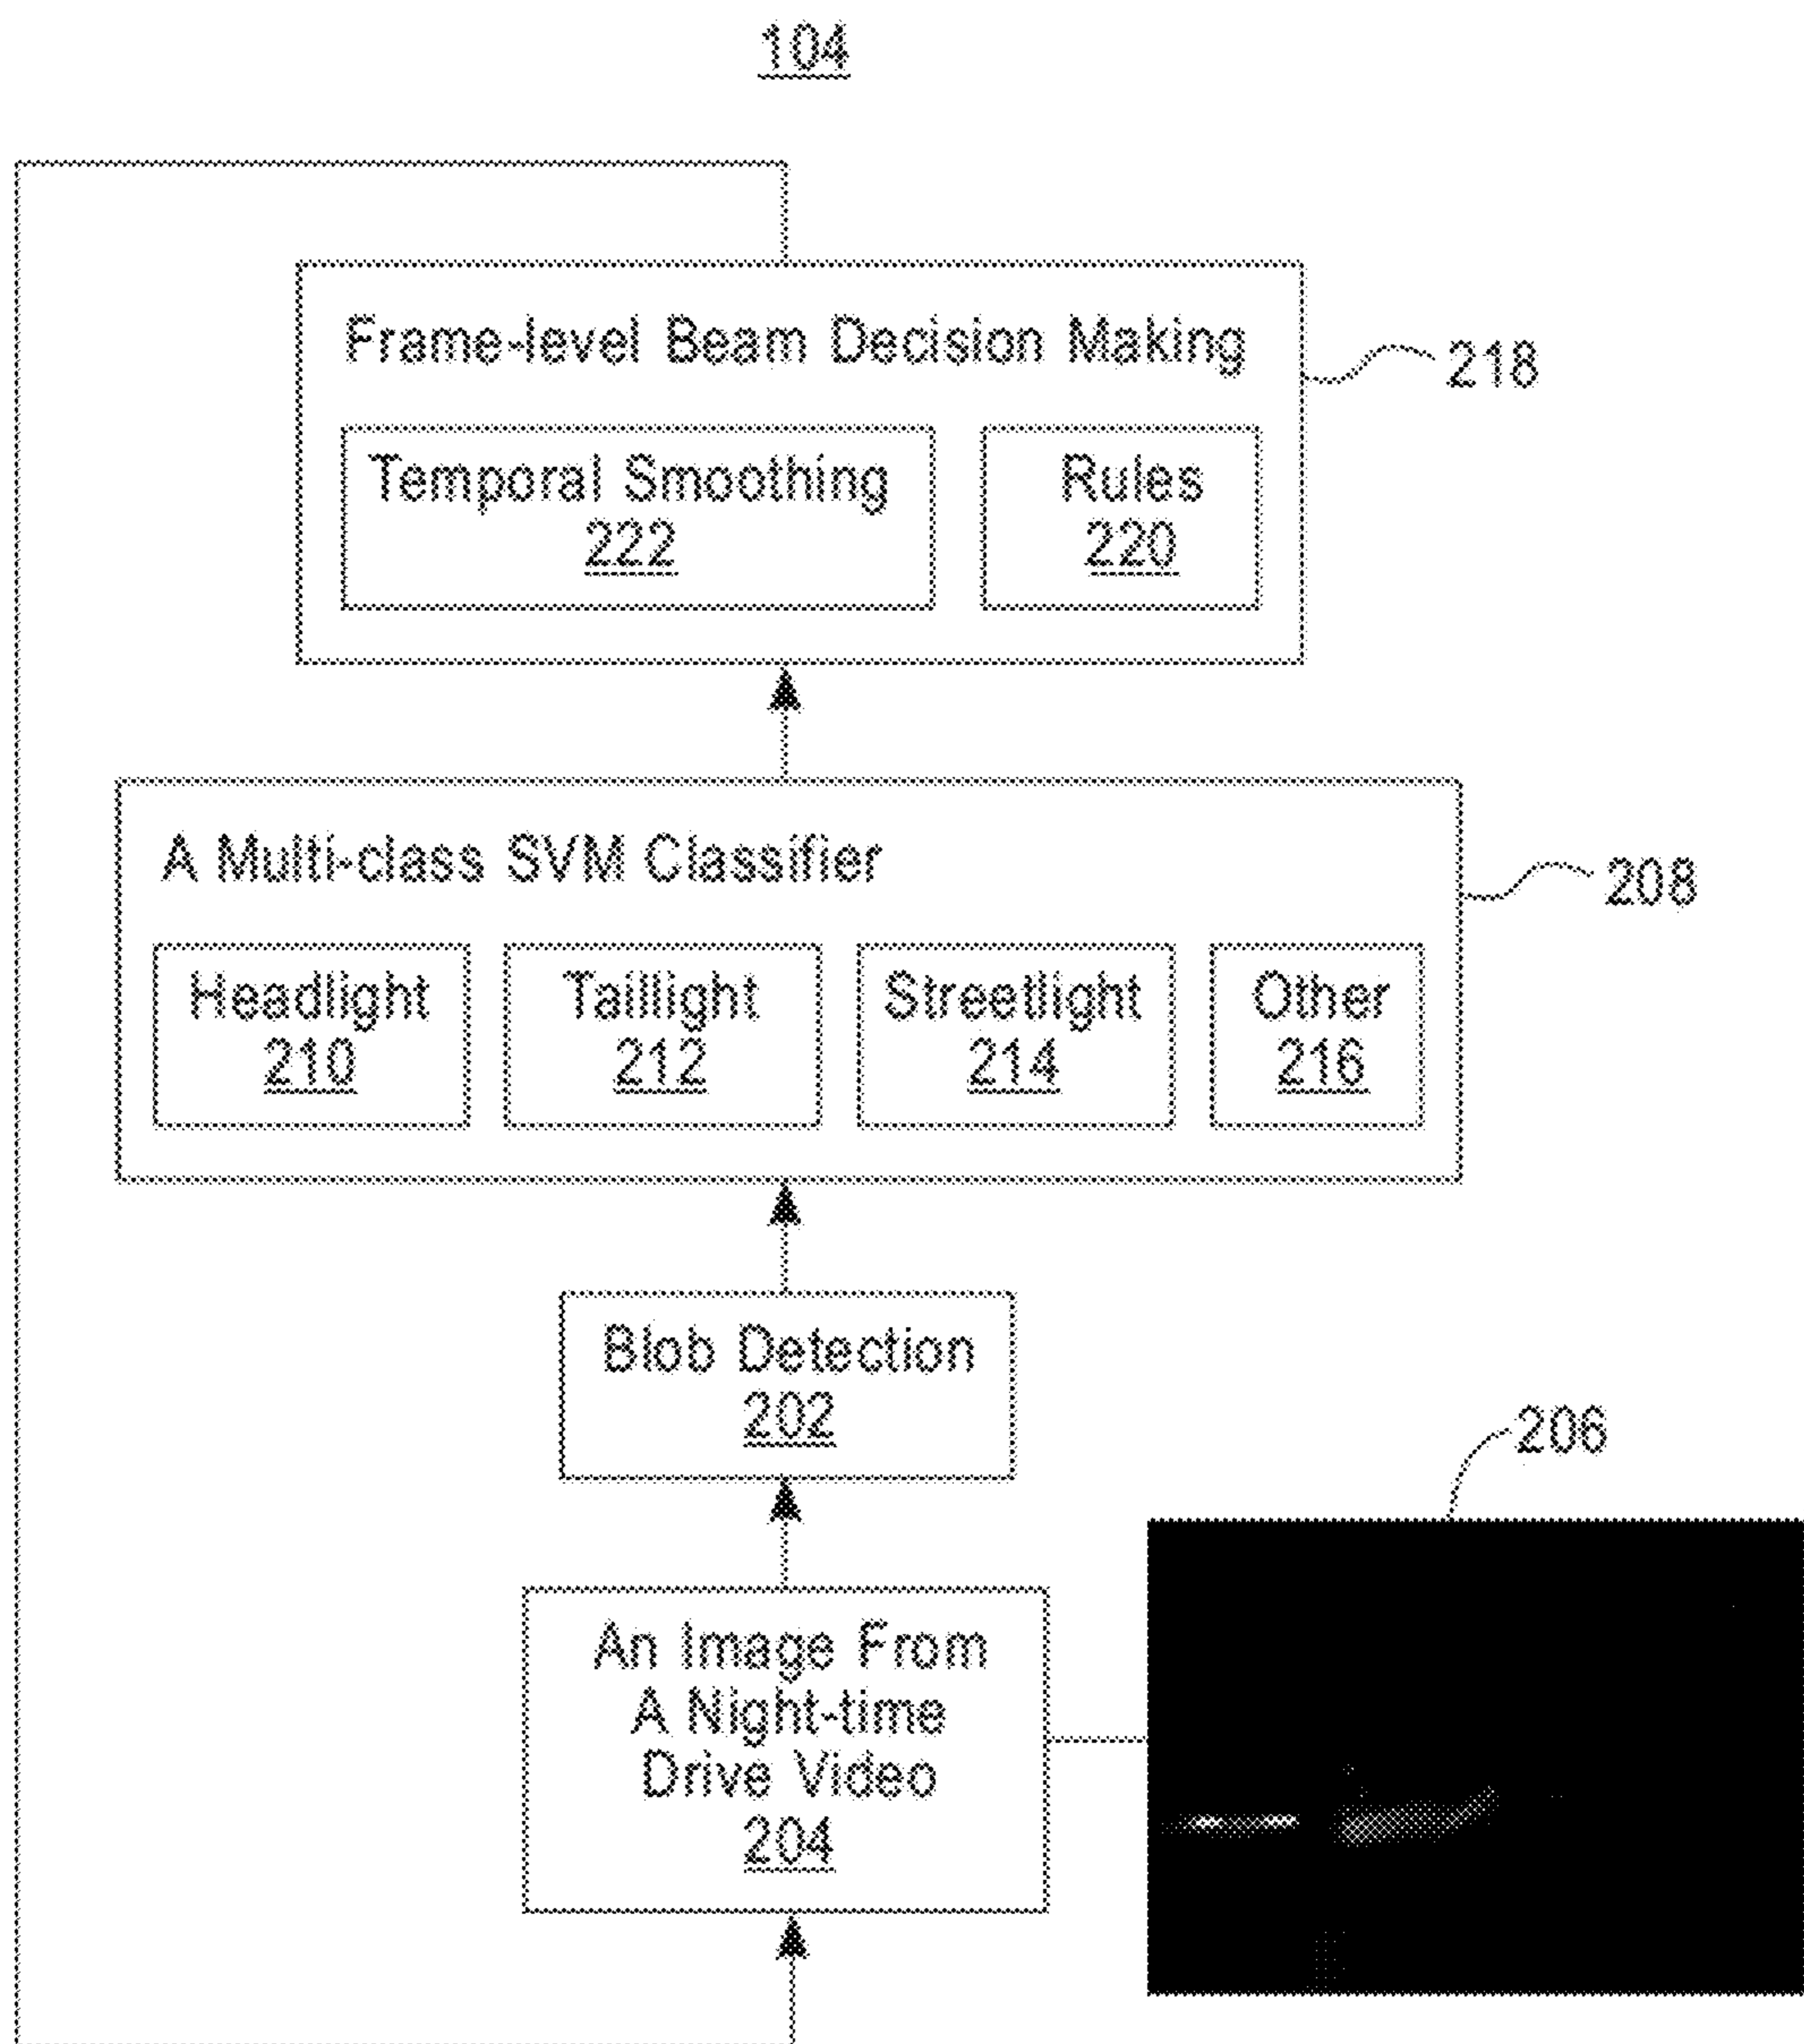 104
Frame-level Beam Decision Making
218
Temporal Smoothing
222
Rules
220
A Multi-class SVM Classifier
208
Headlight
210
Taillight
212
Streetlight
214
Other
216
Blob Detection
202
206
An Image From
A Night-time
Drive Video
204